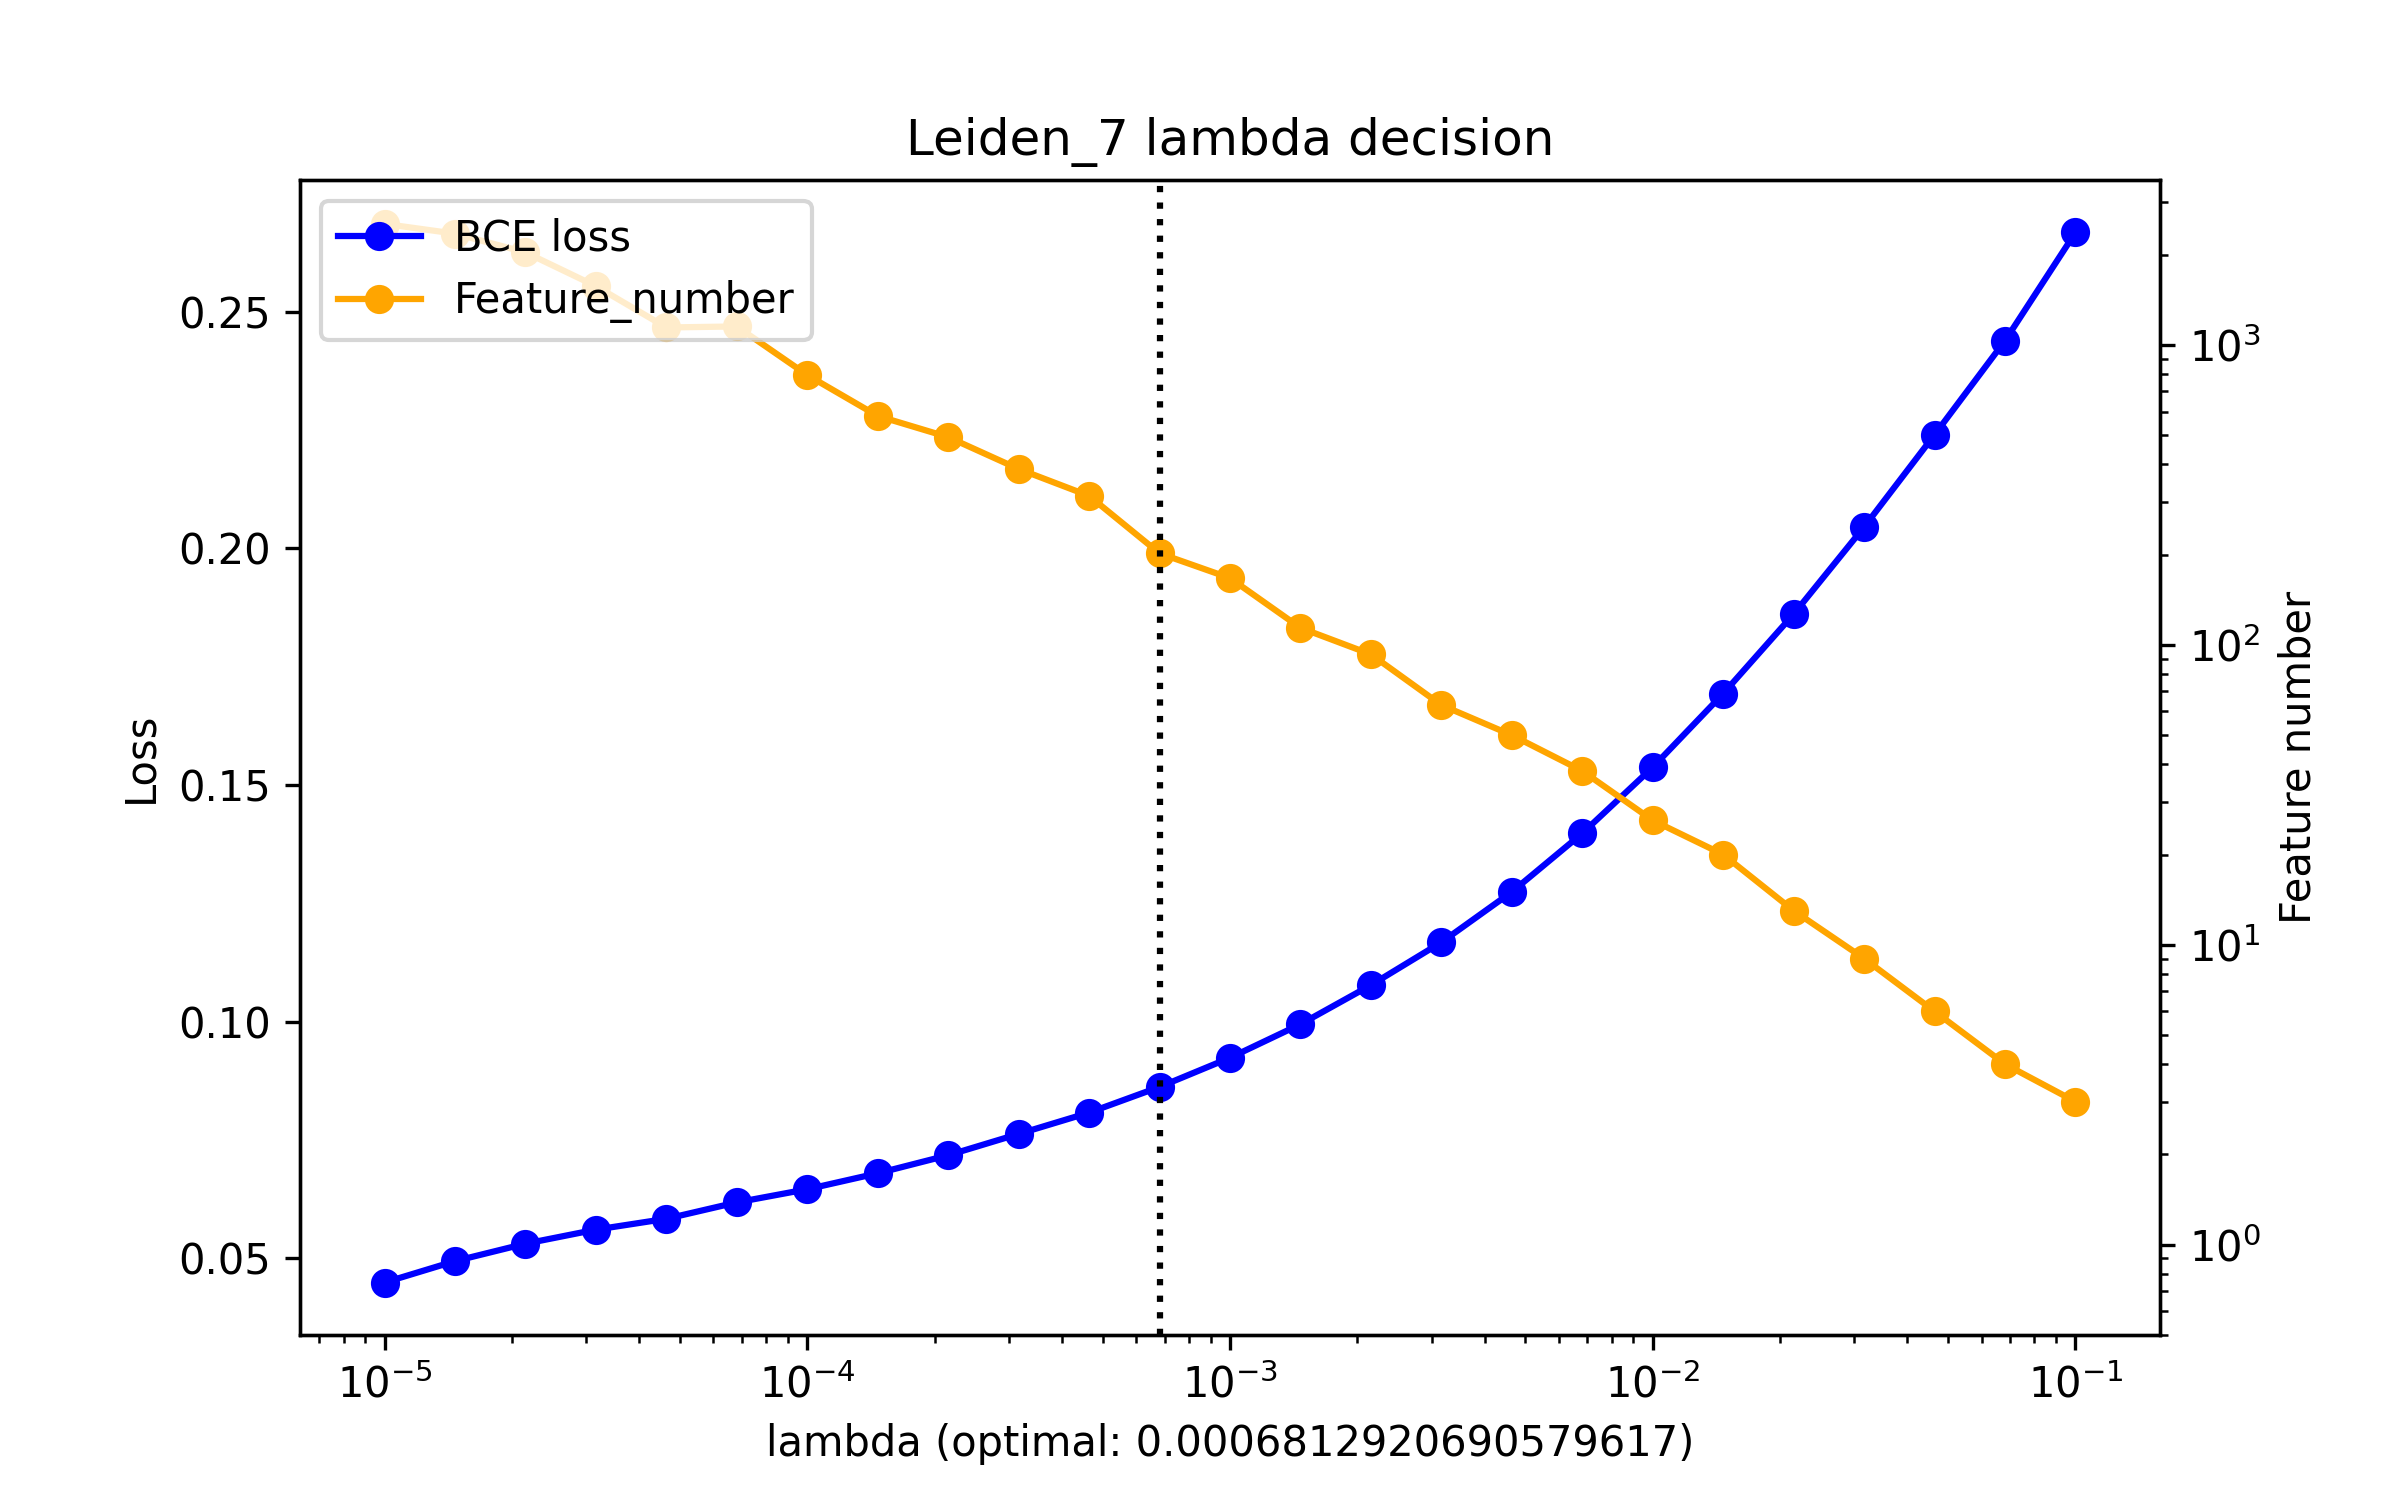 Leiden_7 lambda decision
BCE loss
Feature_number
0.25
0.20
0.15
0.10
0.05
Loss
10³
10²
10¹
10⁰
Feature number
10⁻⁵ 10⁻⁴ 10⁻³ 10⁻² 10⁻¹
lambda (optimal: 0.0006812920690579617)